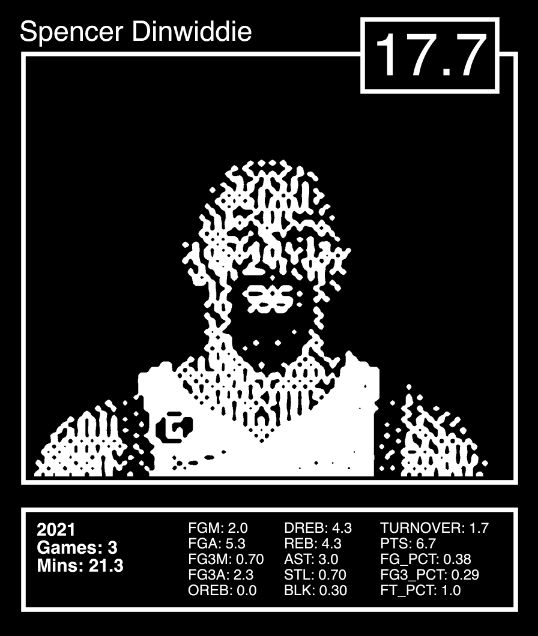 Spencer Dinwiddie
17.7
2021
Games: 3
Mins: 21.3
FGM: 2.0
FGA: 5.3
FG3M: 0.70
FG3A: 2.3
OREB: 0.0
DREB: 4.3
REB: 4.3
AST: 3.0
STL: 0.70
BLK: 0.30
TURNOVER: 1.7
PTS: 6.7
FG_PCT: 0.38
FG3_PCT: 0.29
FT_PCT: 1.0